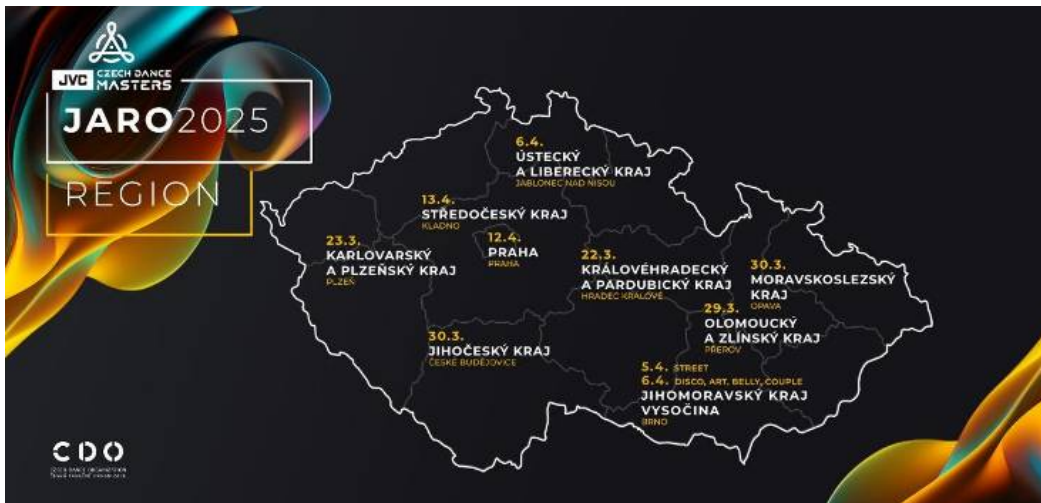 JVC CZECH DANCE
MASTERS
JARO2025
REGION
6.4.
ÚSTECKÝ
A LIBERECKÝ KRAJ
JABLONEC NAD NISOU
13.4.
STŘEDOČESKÝ KRAJ
KLADNO
12.4.
PRAHA
PRAHA
23.3.
KARLOVARSKÝ
A PLZEŇSKÝ KRAJ
PLZEŇ
22.3.
KRÁLOVÉHRADECKÝ
A PARDUBICKÝ KRAJ
HRADEC KRÁLOVÉ
30.3.
MORAVSKOSLEZSKÝ
KRAJ
OPAVA
29.3.
OLOMOUCKÝ
A ZLÍNSKÝ KRAJ
PŘEROV
30.3.
JIHOČESKÝ KRAJ
ČESKÉ BUDĚJOVICE
5.4. STREET
6.4. DISCO, ART, BELLY, COUPLE
JIHOMORAVSKÝ KRAJ
VYSOČINA
BRNO
CDO
CZECH DANCE ORGANIZATION